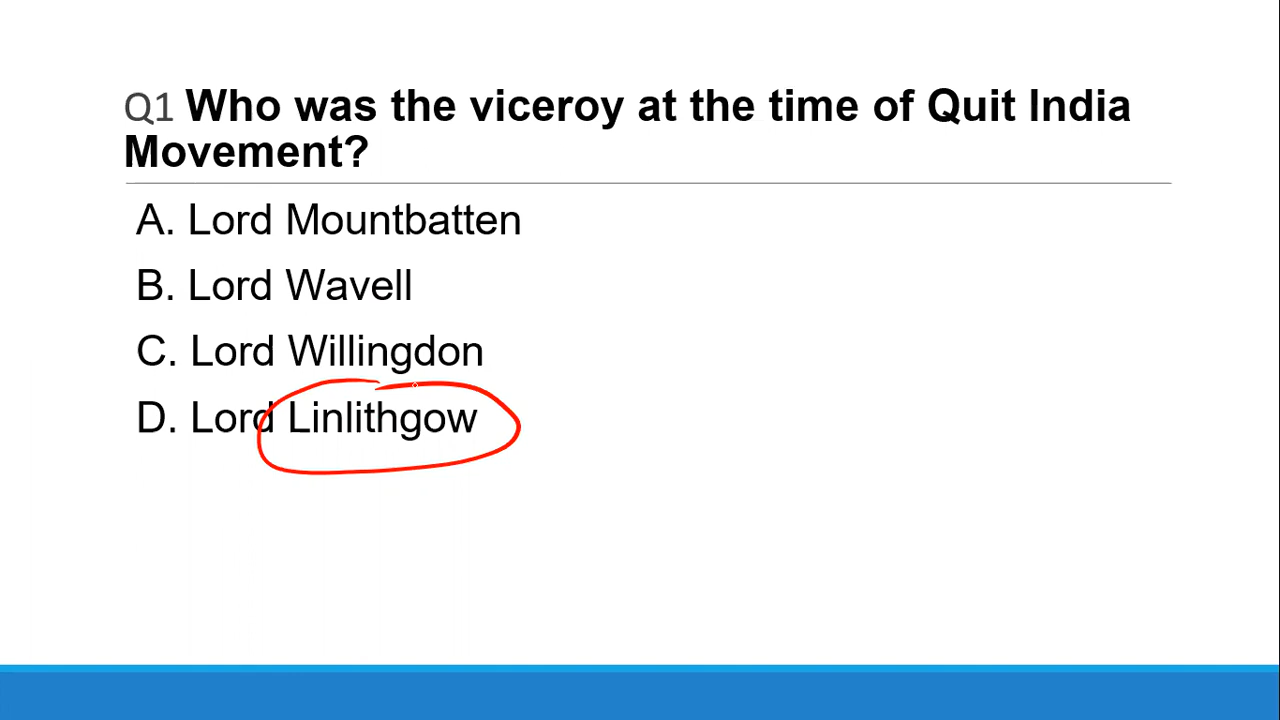 Q1 Who was the viceroy at the time of Quit India
Movement?
A. Lord Mountbatten
B. Lord Wavell
C. Lord Willingdon
D. Lord Linlithgow